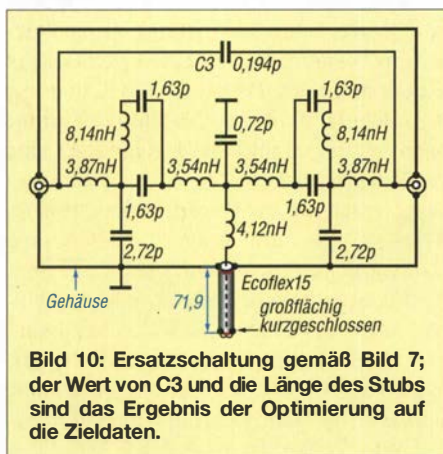 C3
0,194p
1,63p
1,63p
0,72p
8,14nH
8,14nH
3,87nH
3,54nH
3,54nH
3,87nH
1,63p
1,63p
2,72p
4,12nH
2,72p
Gehäuse
71,9
Ecoflex15
großflächig
kurzgeschlossen
Bild 10: Ersatzschaltung gemäß Bild 7;
der Wert von C3 und die Länge des Stubs
sind das Ergebnis der Optimierung auf
die Zieldaten.